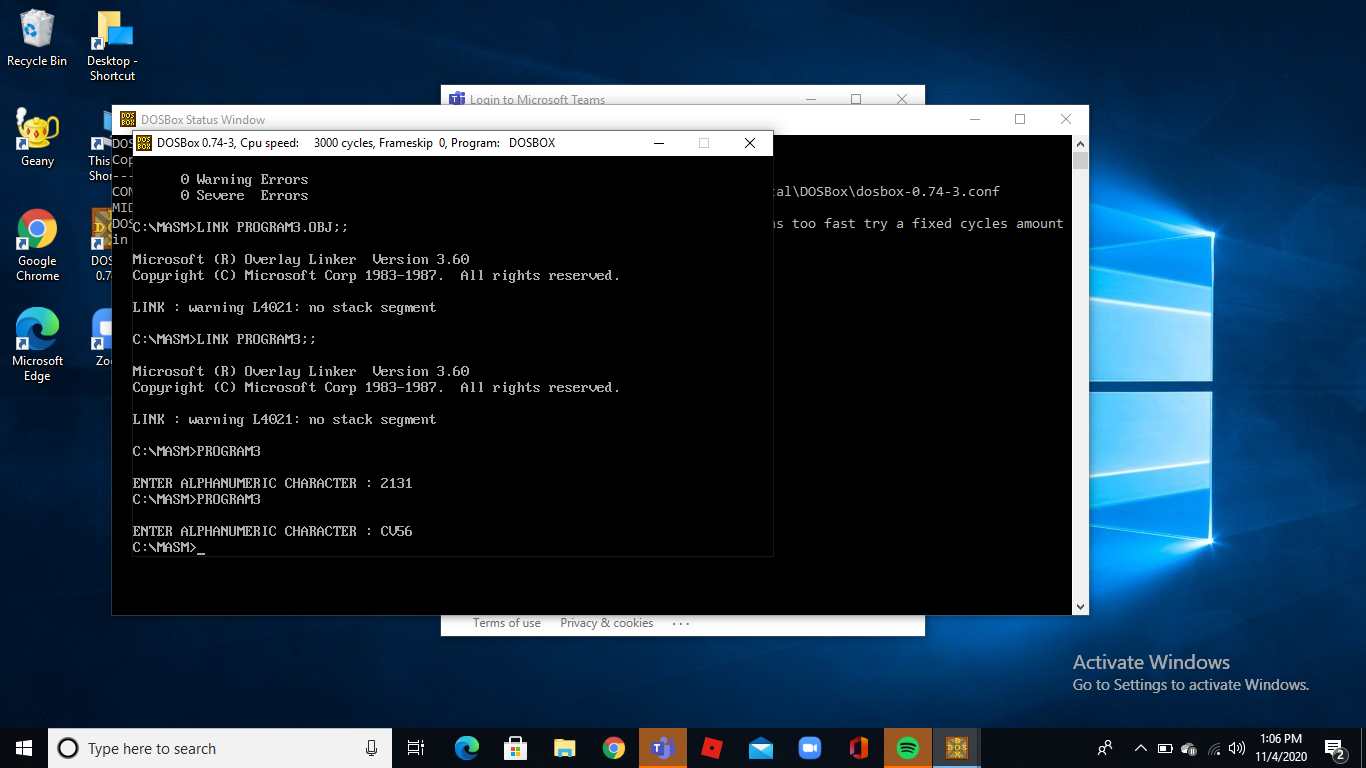 Recycle Bin
Desktop -
Shortcut
Geany
This
Shor
Google
Chrome
DOS
0.7
Microsoft
Edge
Zoo
Login to Microsoft Teams
DOSBox Status Window
DOSBox 0.74-3, Cpu speed: 3000 cycles, Frameskip 0, Program: DOSBOX
DOS
Cop
---
CON
al\DOSBox\dosbox-0.74-3.conf
MID
DOS
s too fast try a fixed cycles amount
in
0 Warning Errors
0 Severe Errors
C:\MASM>LINK PROGRAM3.OBJ;;
Microsoft (R) Overlay Linker Version 3.60
Copyright (C) Microsoft Corp 1983-1987. All rights reserved.
LINK : warning L4021: no stack segment
C:\MASM>LINK PROGRAM3;;
Microsoft (R) Overlay Linker Version 3.60
Copyright (C) Microsoft Corp 1983-1987. All rights reserved.
LINK : warning L4021: no stack segment
C:\MASM>PROGRAM3
ENTER ALPHANUMERIC CHARACTER : 2131
C:\MASM>PROGRAM3
ENTER ALPHANUMERIC CHARACTER : CV56
C:\MASM>_
Terms of use Privacy & cookies ...
Activate Windows
Go to Settings to activate Windows.
Type here to search
1:06 PM
11/4/2020
2